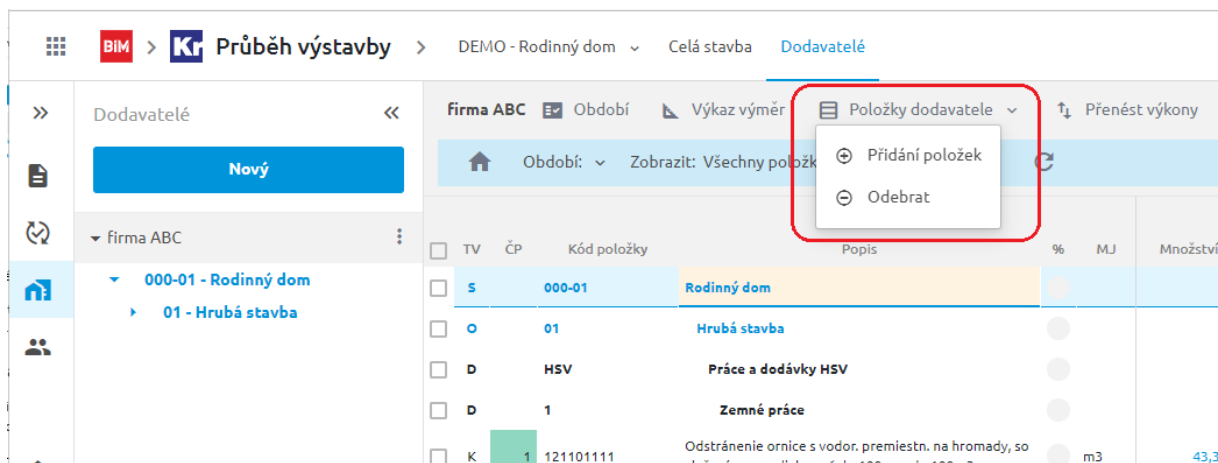 BIM > Kr Průběh výstavby > DEMO - Rodinný dom Celá stavba Dodavatelé
Dodavatelé
Nový
firma ABC
000-01 - Rodinný dom
01 - Hrubá stavba
firma ABC Období Výkaz výměr Položky dodavatele Přenést výkony
Přidání položek
Odebrat
Období: Zobrazit: Všechny
TV ČP Kód položky Popis % MJ Množství
S 000-01 Rodinný dom
O 01 Hrubá stavba
D HSV Práce a dodávky HSV
D 1 Zemné práce
K 1 121101111 Odstránenie ornice s vodor. premiestn. na hromady, so m3 43,3